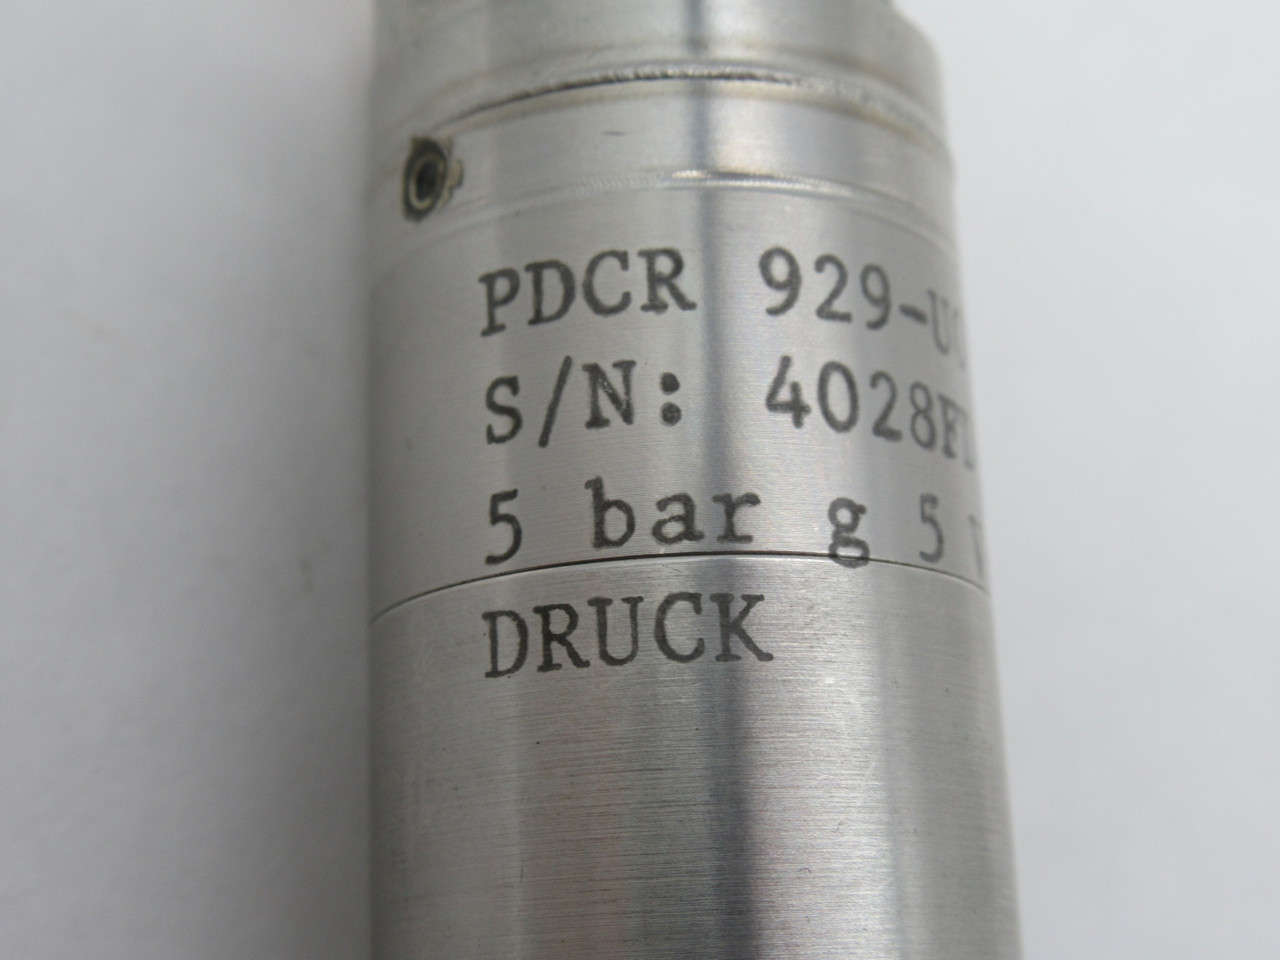 PDCR 929-U
S/N: 4028F
5 bar g 5
DRUCK